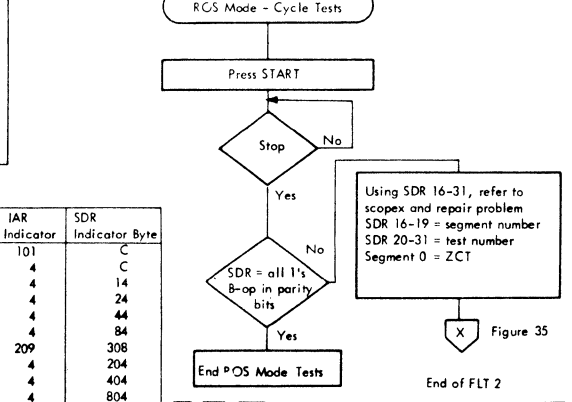 ROS Mode - Cycle Tests
Press START
Stop
No
Yes
SDR = all 1's
B-op in parity
bits
No
Yes
End ROS Mode Tests
Using SDR 16-31, refer to
scopex and repair problem
SDR 16-19 = segment number
SDR 20-31 = test number
Segment 0 = ZCT
X Figure 35
End of FLT 2
IAR SDR
Indicator Indicator Byte
101 C
4 C
4 14
4 24
4 44
4 84
209 308
4 204
4 404
4 804